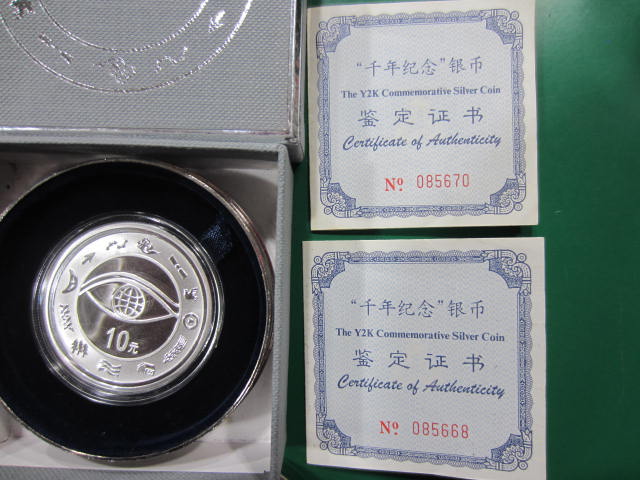 10元
“千年纪念”银币
The Y2K Commemorative Silver Coin
鉴定证书
Certificate of Authenticity
Nº 085670
“千年纪念”银币
The Y2K Commemorative Silver Coin
鉴定证书
Certificate of Authenticity
Nº 085668